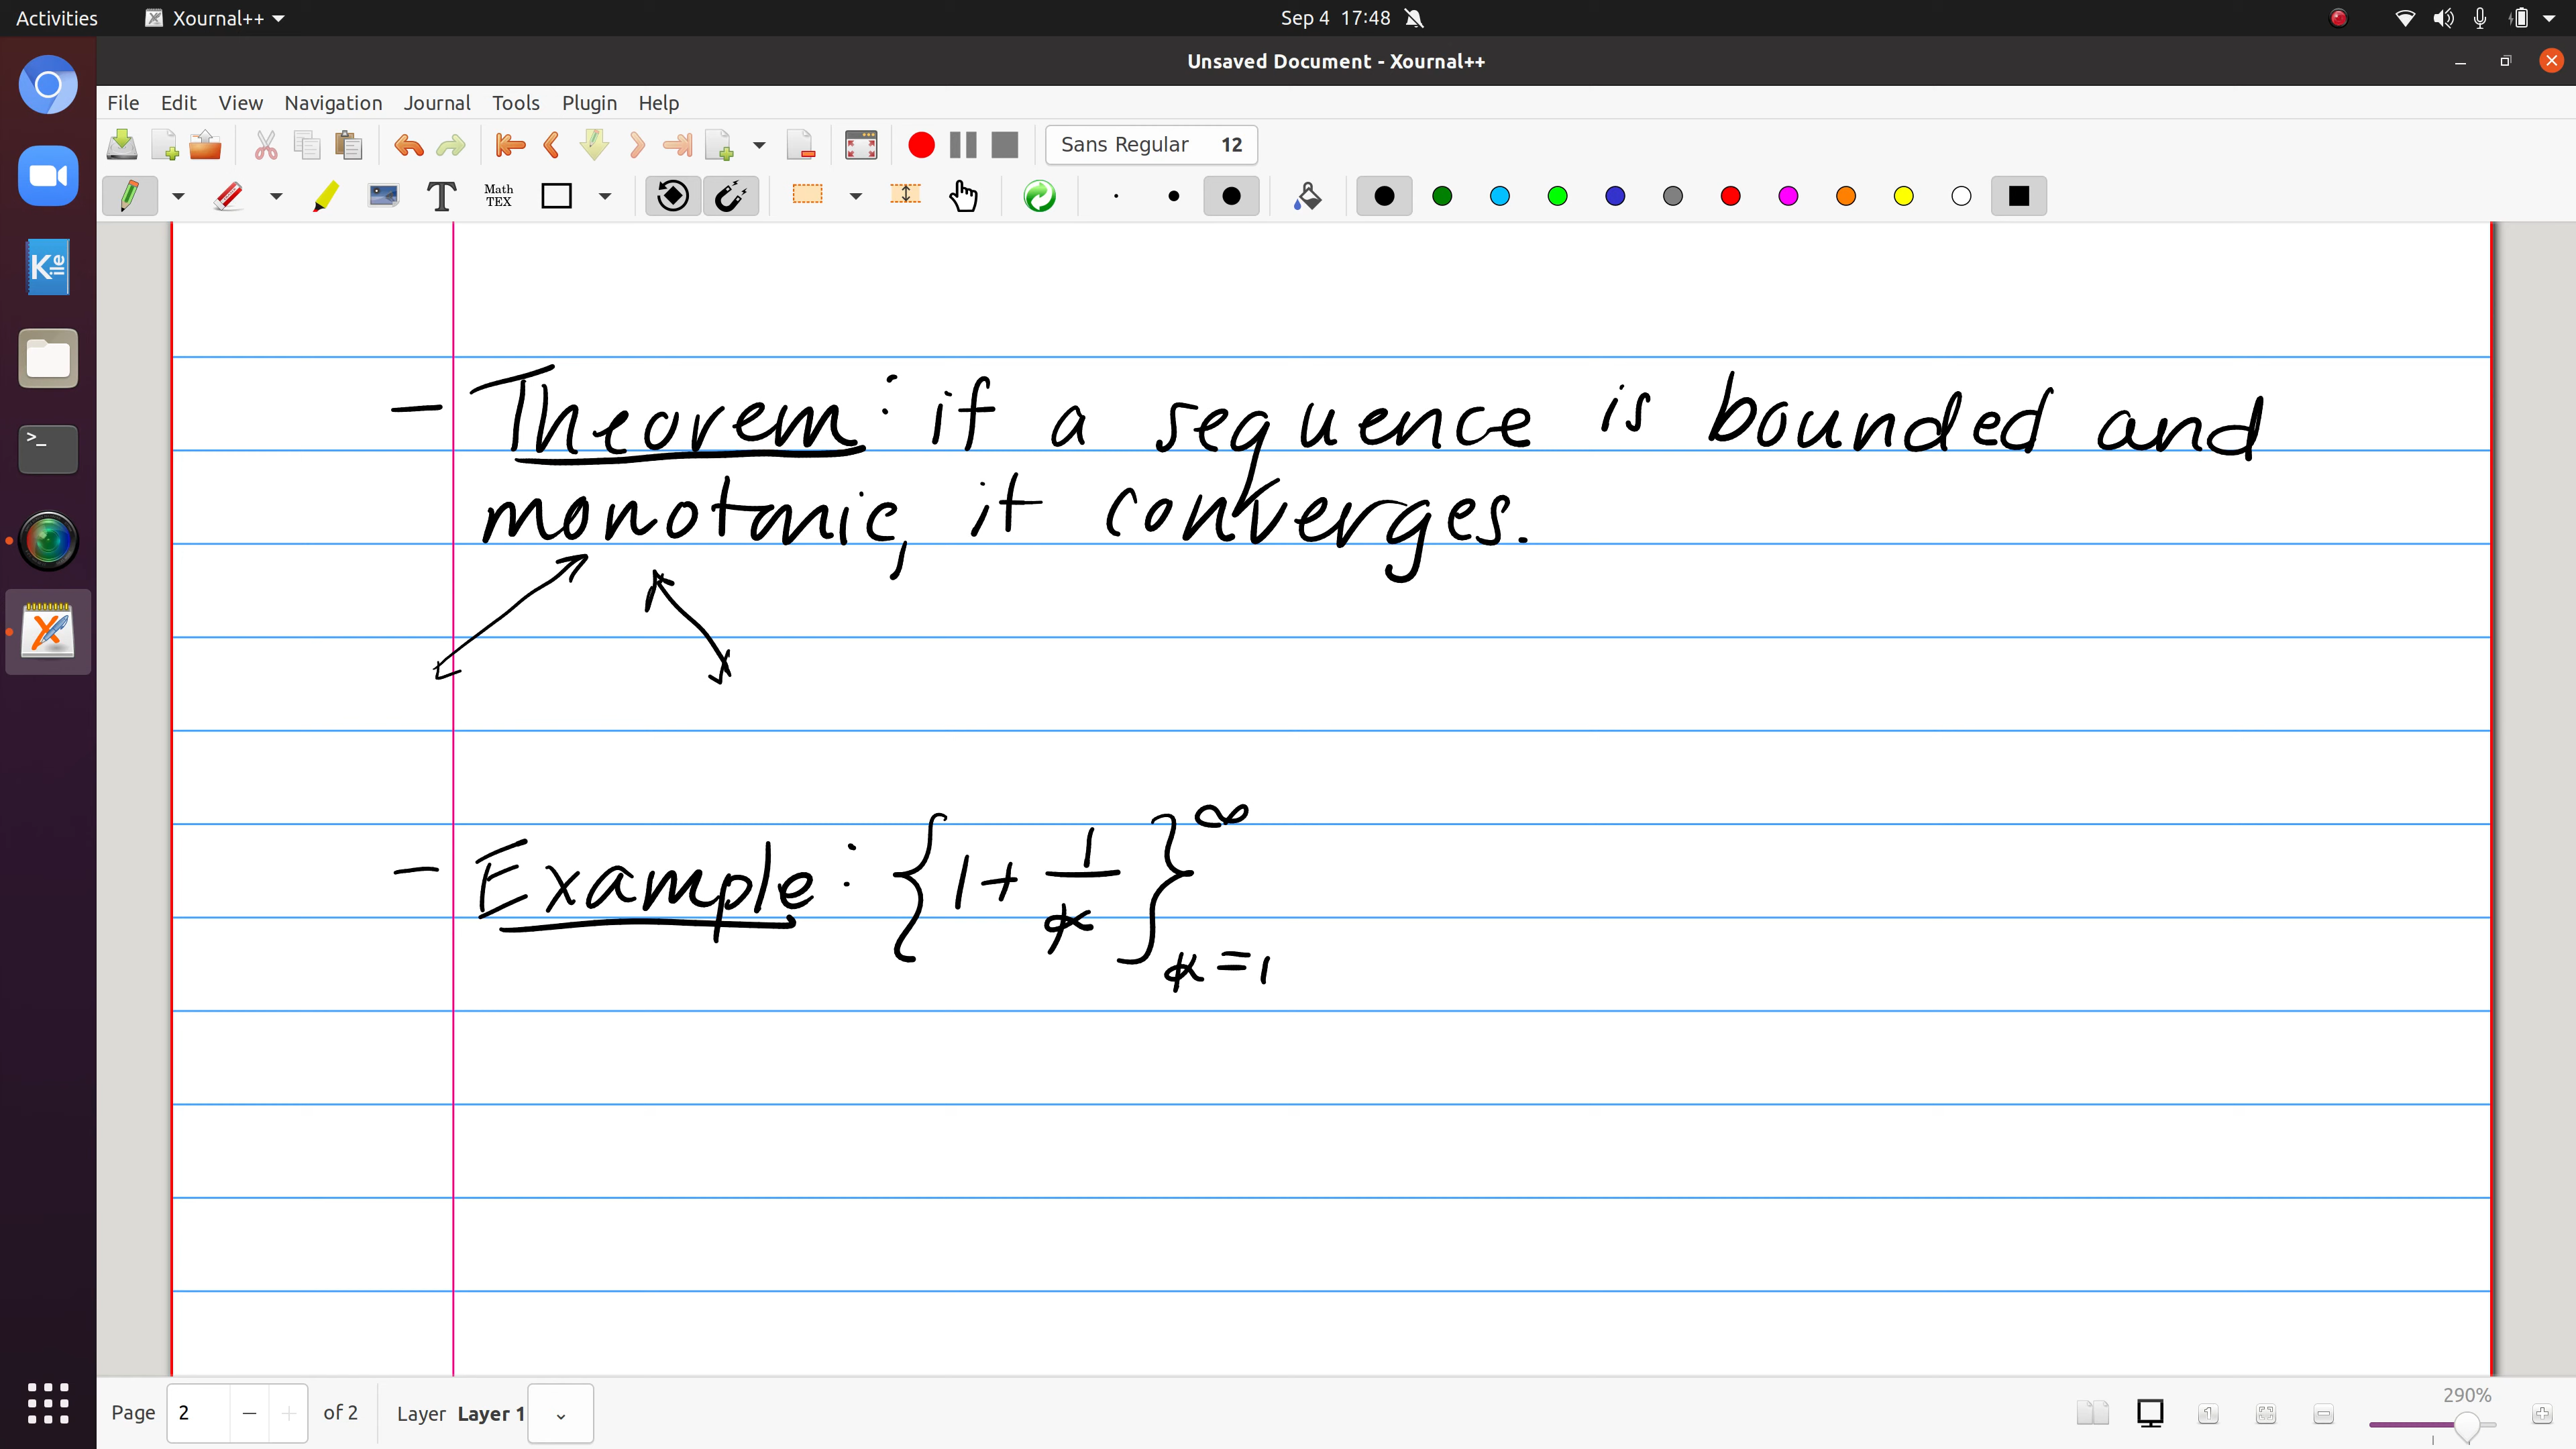 Activities Xournal++ Sep 4 17:48
Unsaved Document - Xournal++
File Edit View Navigation Journal Tools Plugin Help
Sans Regular 12
T Math TEX
- Theorem: if a sequence is bounded and
monotonic, it converges.
- Example: {1+ 1/k}^∞_{k=1}
Page 2 of 2 Layer Layer 1 290%